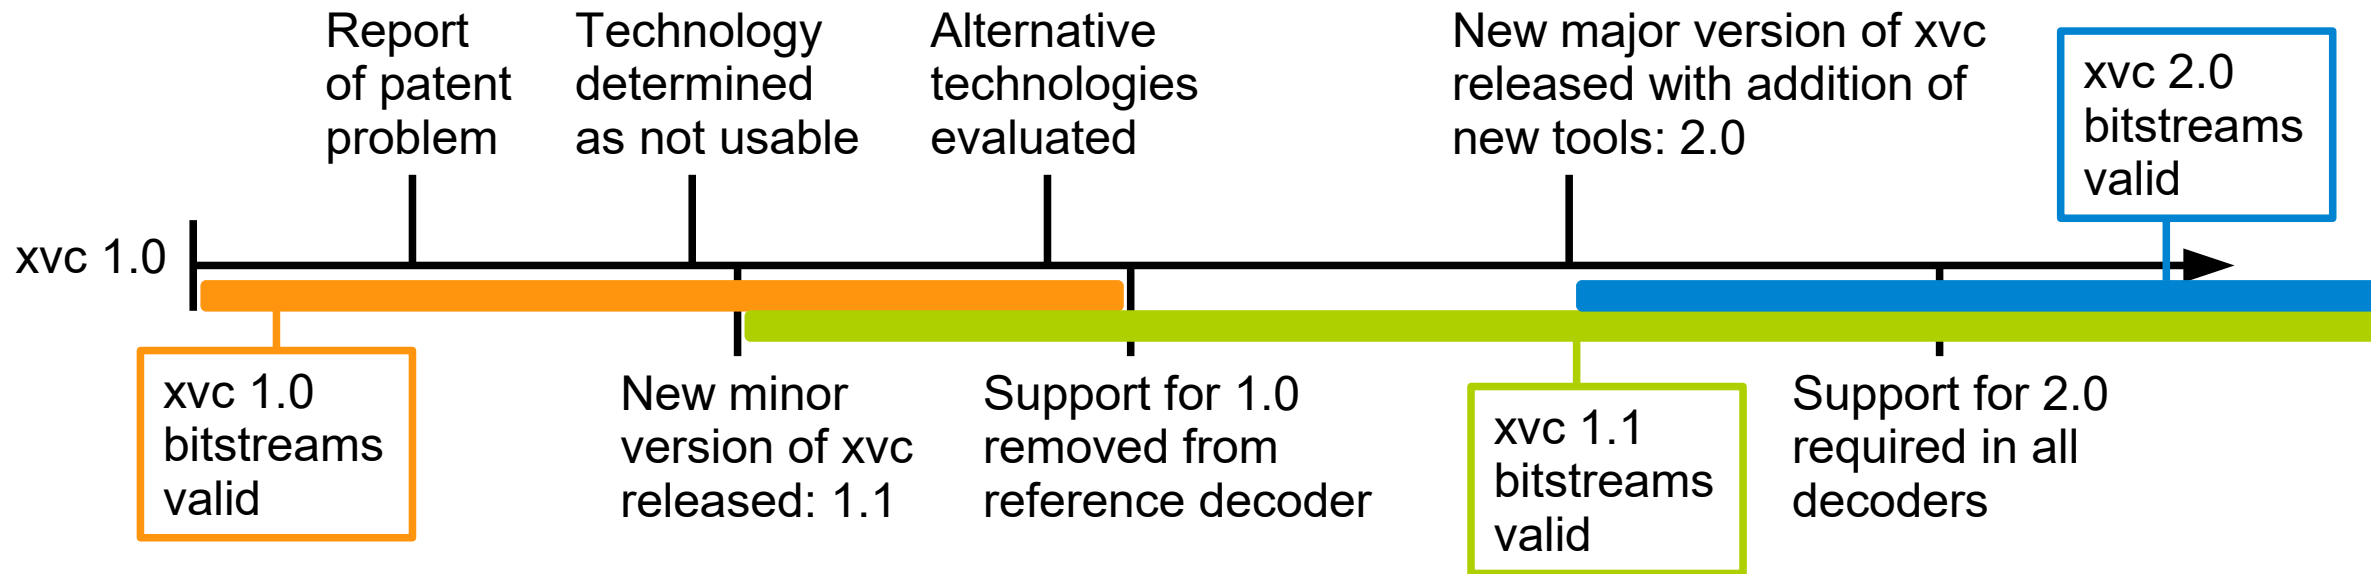 Report
of patent
problem
Technology
determined
as not usable
Alternative
technologies
evaluated
New major version of xvc
released with addition of
new tools: 2.0
xvc 2.0
bitstreams
valid
xvc 1.0
xvc 1.0
bitstreams
valid
New minor
version of xvc
released: 1.1
Support for 1.0
removed from
reference decoder
xvc 1.1
bitstreams
valid
Support for 2.0
required in all
decoders